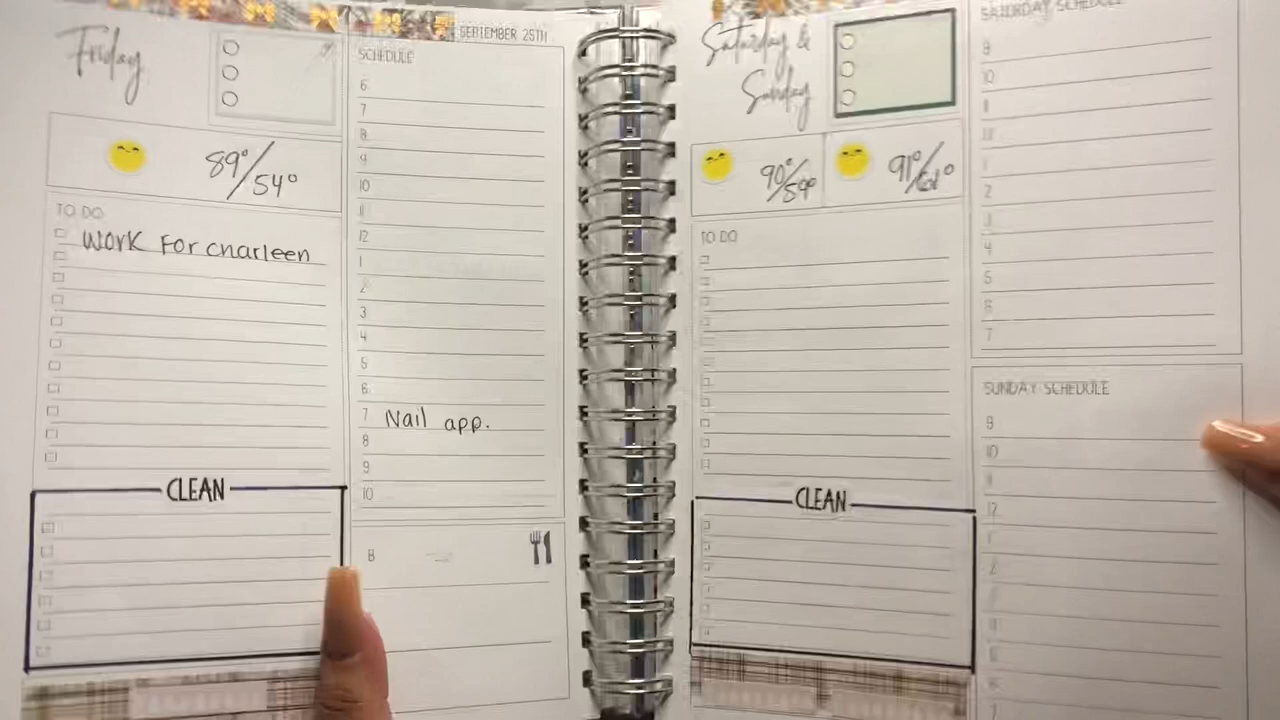 Friday
SEPTEMBER 25TH
SCHEDULE
6
7
8
9
10
11
12
1
2
3
4
5
6
7 Nail app.
8
9
10
89°/54°
TO DO
Work For charleen
CLEAN
B
Saturday &
Sunday
90°/59°
91°/61°
TO DO
CLEAN
SATURDAY SCHEDULE
9
10
11
12
1
2
3
4
5
6
7
SUNDAY SCHEDULE
9
10
11
12
2